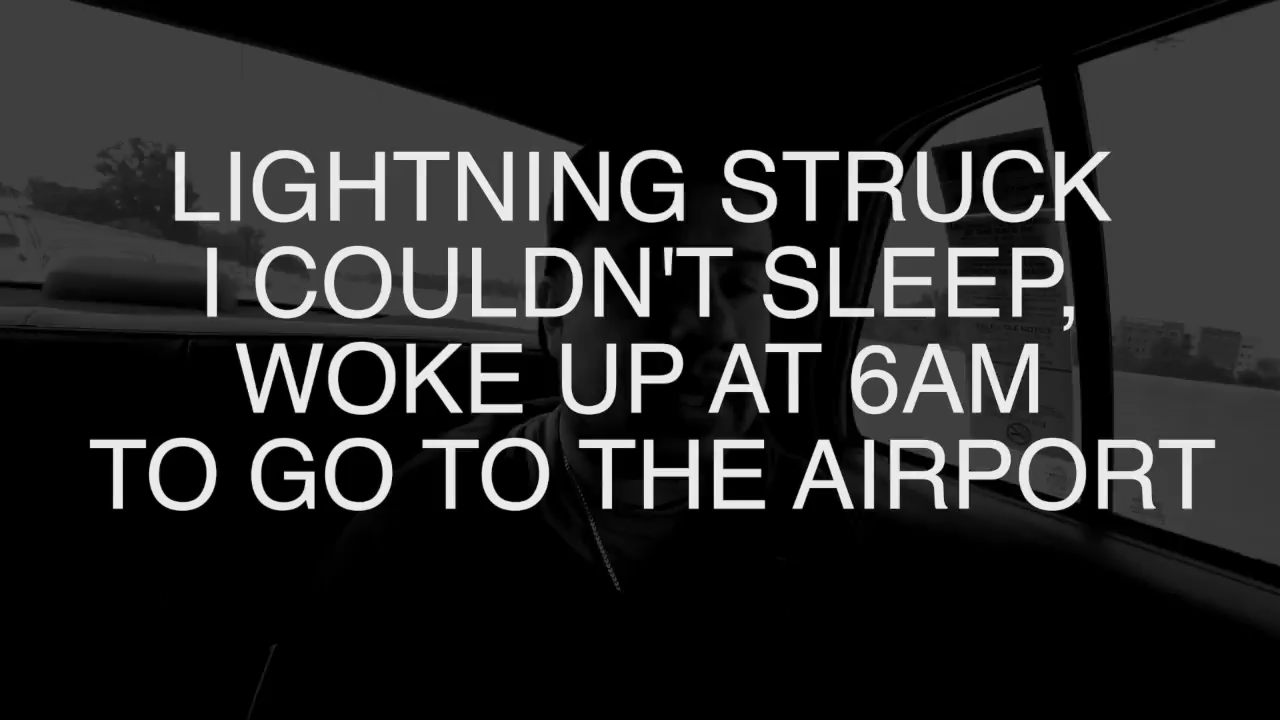 LIGHTNING STRUCK
I COULDN'T SLEEP,
WOKE UP AT 6AM
TO GO TO THE AIRPORT